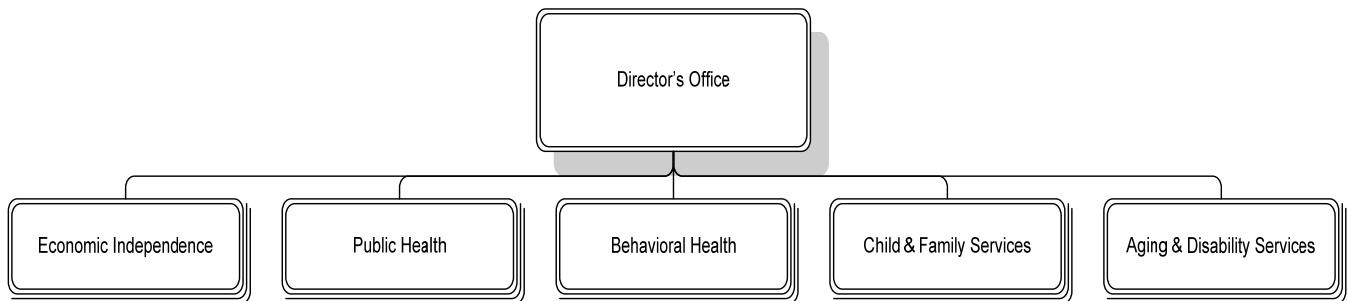 Director's Office
Economic Independence
Public Health
Behavioral Health
Child & Family Services
Aging & Disability Services